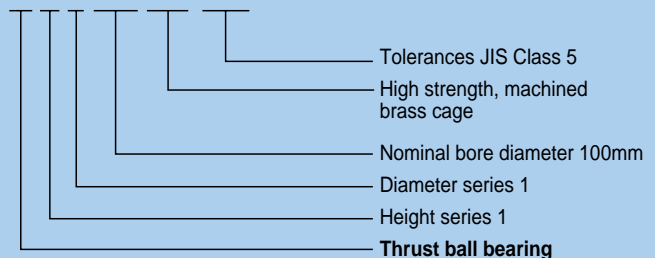 Tolerances JIS Class 5
High strength, machined
brass cage
Nominal bore diameter 100mm
Diameter series 1
Height series 1
Thrust ball bearing